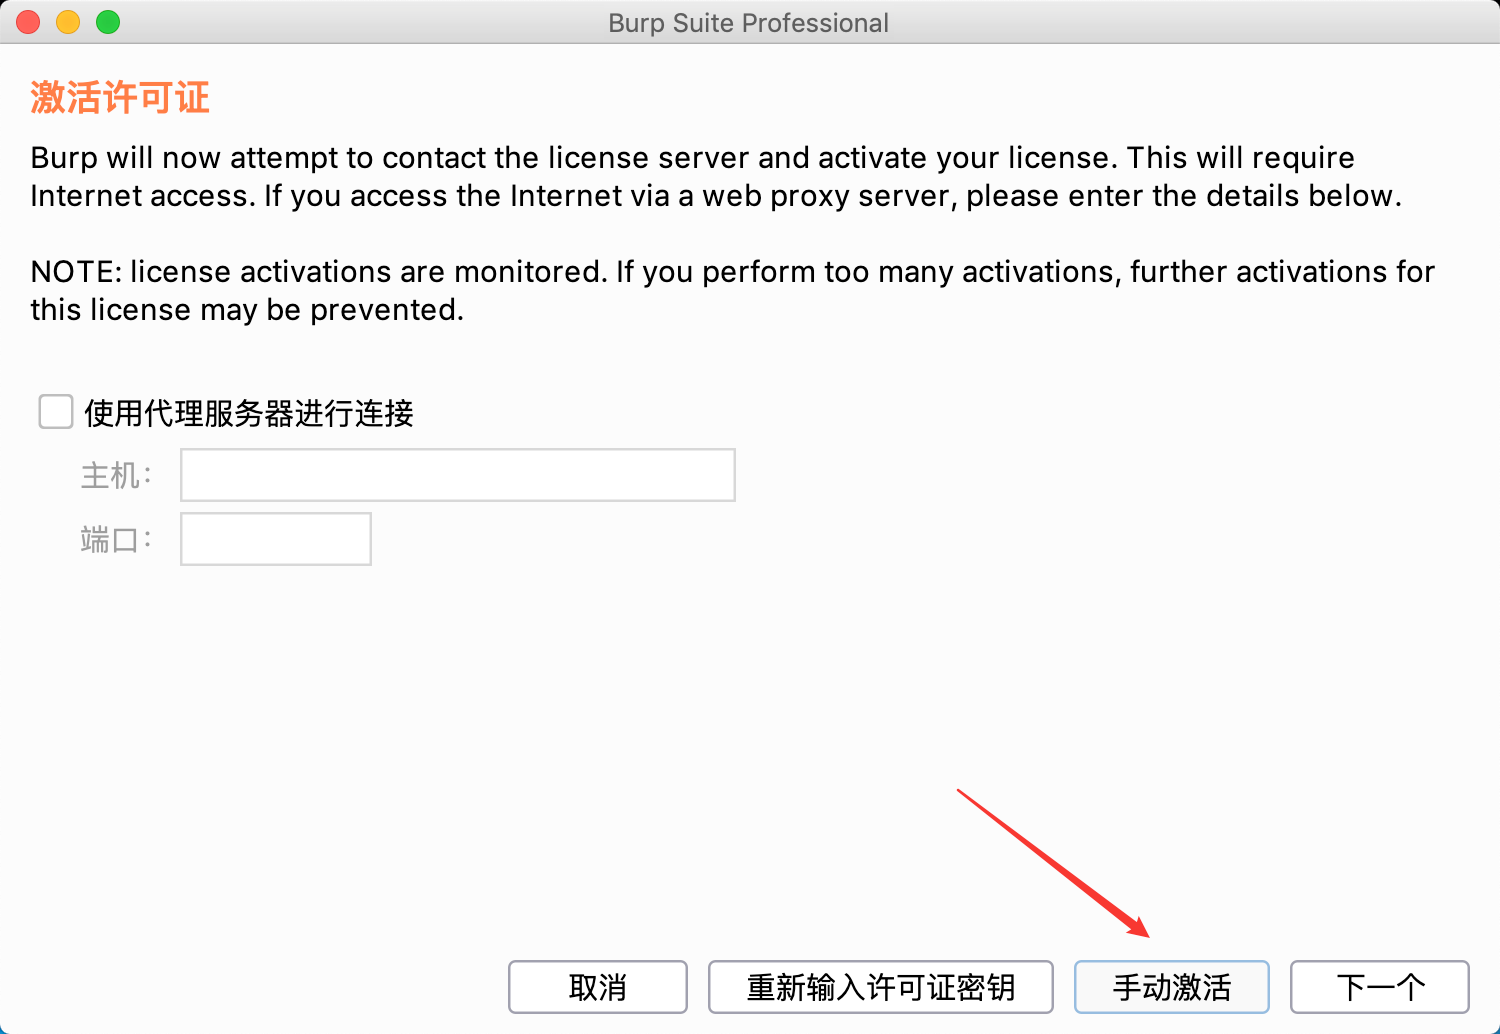 Burp Suite Professional
激活许可证
Burp will now attempt to contact the license server and activate your license. This will require
Internet access. If you access the Internet via a web proxy server, please enter the details below.
NOTE: license activations are monitored. If you perform too many activations, further activations for
this license may be prevented.
使用代理服务器进行连接
主机：
端口：
取消
重新输入许可证密钥
手动激活
下一个